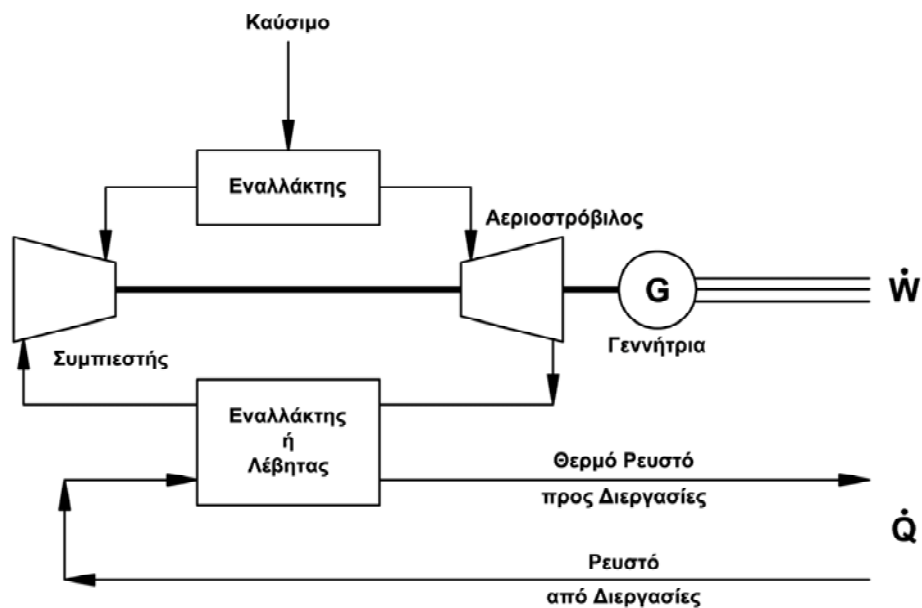 Καύσιμο
Εναλλάκτης
Αεριοστρόβιλος
G
Ẇ
Γεννήτρια
Συμπιεστής
Εναλλάκτης
ή
Λέβητας
Θερμό Ρευστό
προς Διεργασίες
Q̇
Ρευστό
από Διεργασίες